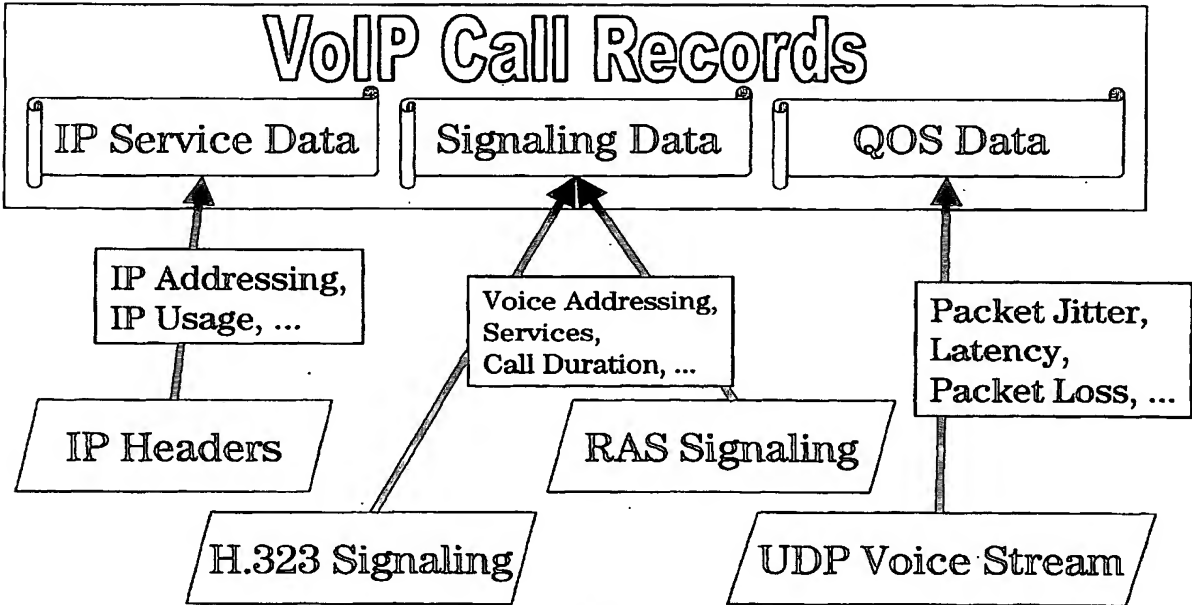 VoIP Call Records
IP Service Data
Signaling Data
QOS Data
IP Addressing,
IP Usage, ...
Voice Addressing,
Services,
Call Duration, ...
Packet Jitter,
Latency,
Packet Loss, ...
IP Headers
RAS Signaling
H.323 Signaling
UDP Voice Stream